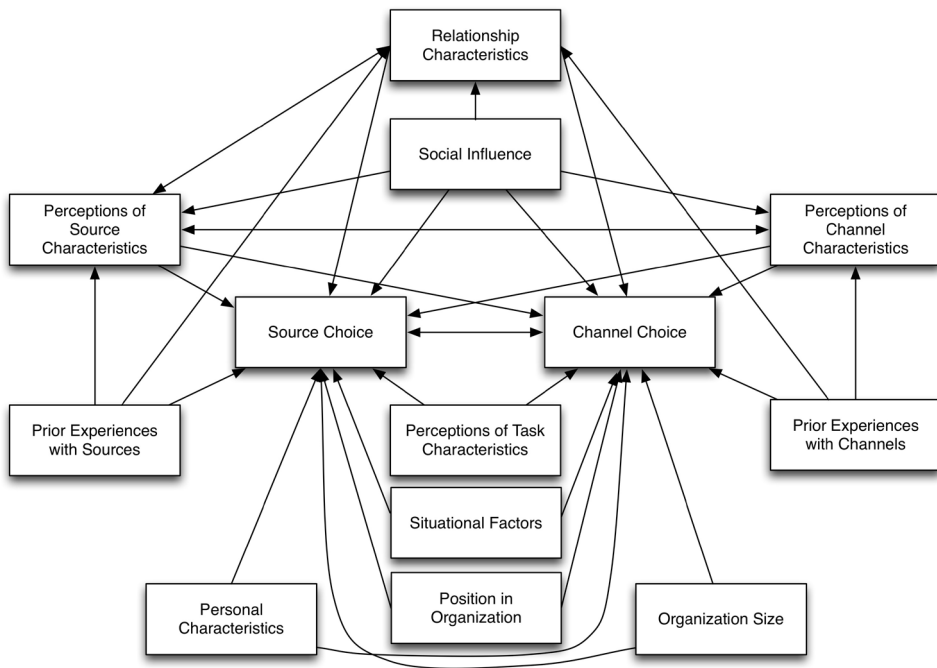 Relationship
Characteristics
Social Influence
Perceptions of
Source
Characteristics
Perceptions of
Channel
Characteristics
Source Choice
Channel Choice
Prior Experiences
with Sources
Perceptions of Task
Characteristics
Prior Experiences
with Channels
Situational Factors
Personal
Characteristics
Position in
Organization
Organization Size